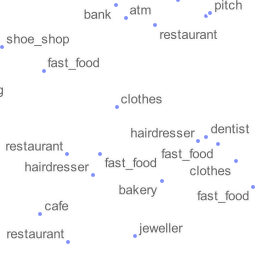 pitch
atm
bank
restaurant
shoe_shop
fast_food
g
clothes
dentist
hairdresser
restaurant
fast_food
fast_food
hairdresser
clothes
bakery
fast_food
cafe
jeweller
restaurant